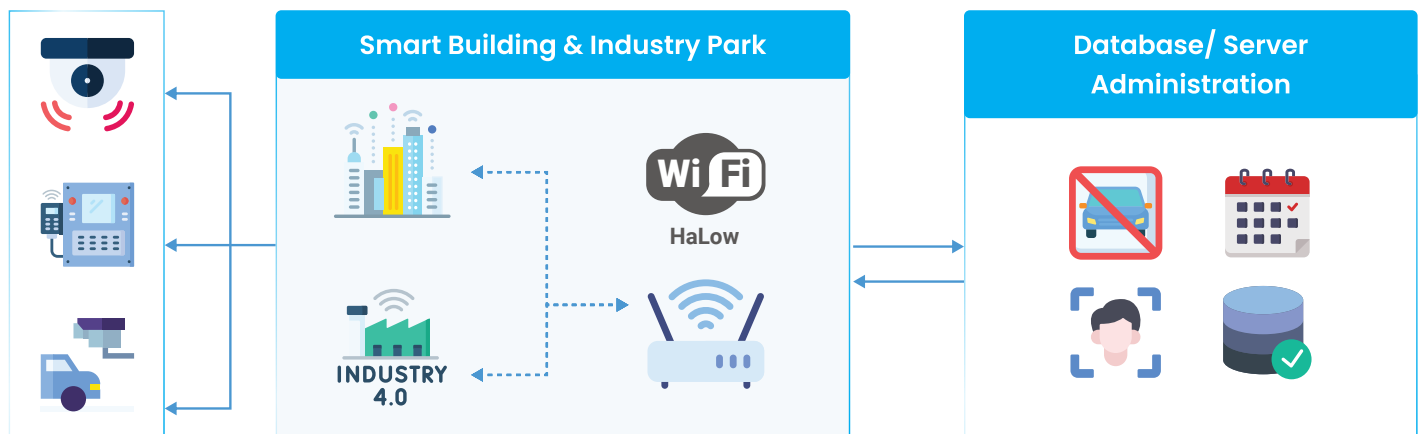 Smart Building & Industry Park
Database/ Server
Administration
Wi Fi
HaLow
INDUSTRY
4.0